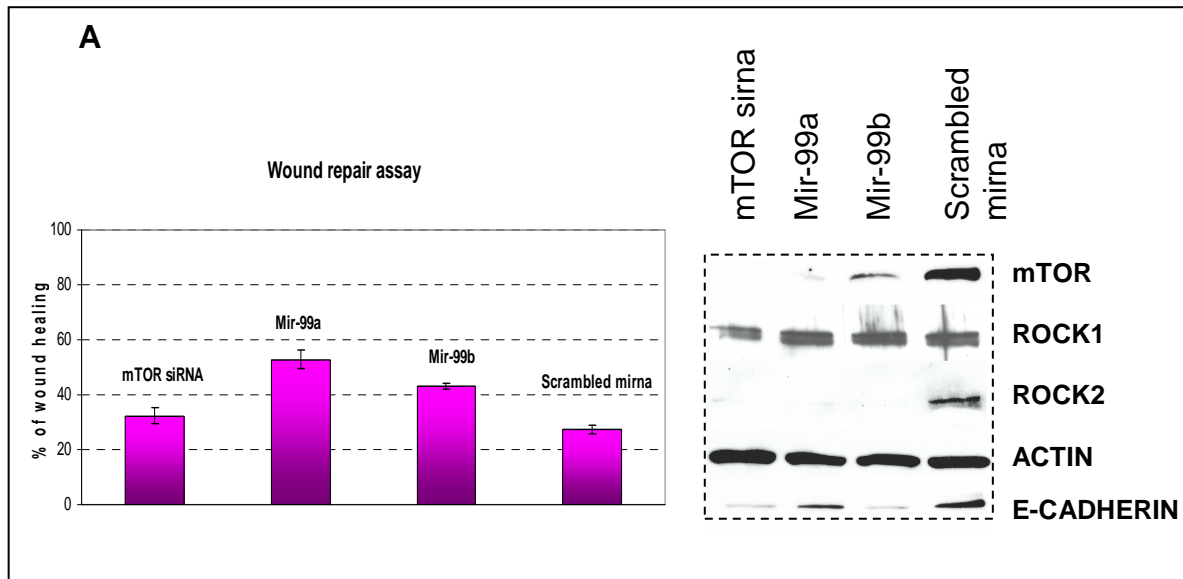 A
Wound repair assay
% of wound healing
100
80
60
40
20
0
mTOR siRNA
Mir-99a
Mir-99b
Scrambled mirna
mTOR sirna
Mir-99a
Mir-99b
Scrambled
mirna
mTOR
ROCK1
ROCK2
ACTIN
E-CADHERIN